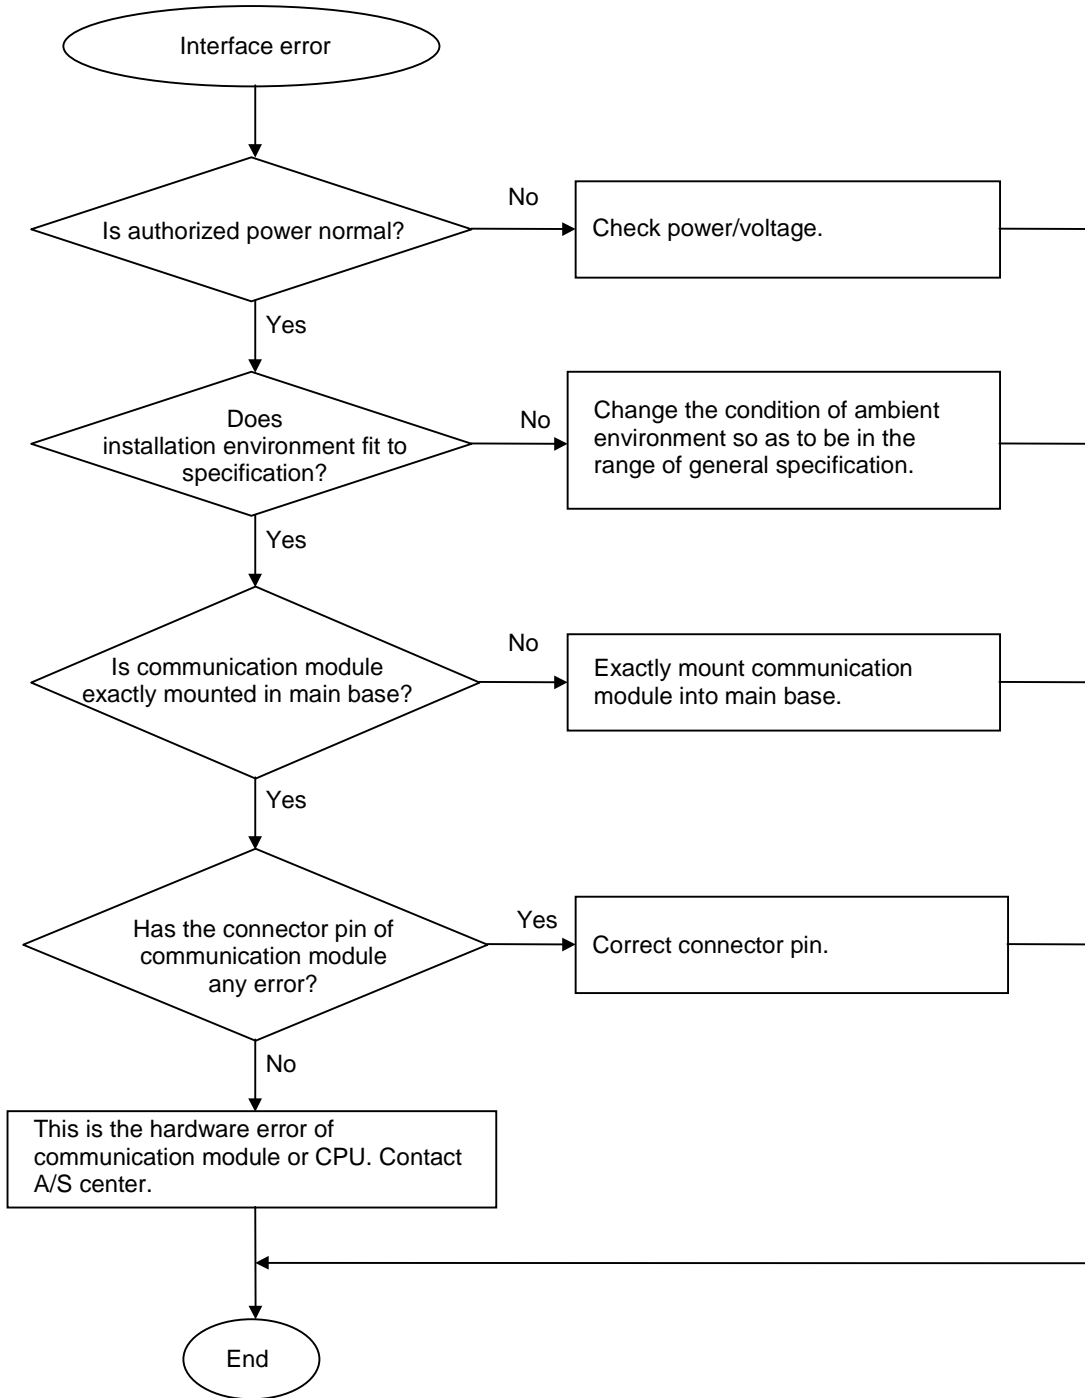 Interface error
No
Is authorized power normal?
Check power/voltage.
Yes
Does
installation environment fit to
specification?
No
Change the condition of ambient
environment so as to be in the
range of general specification.
Yes
Is communication module
exactly mounted in main base?
No
Exactly mount communication
module into main base.
Yes
Has the connector pin of
communication module
any error?
Yes
Correct connector pin.
No
This is the hardware error of
communication module or CPU. Contact
A/S center.
End